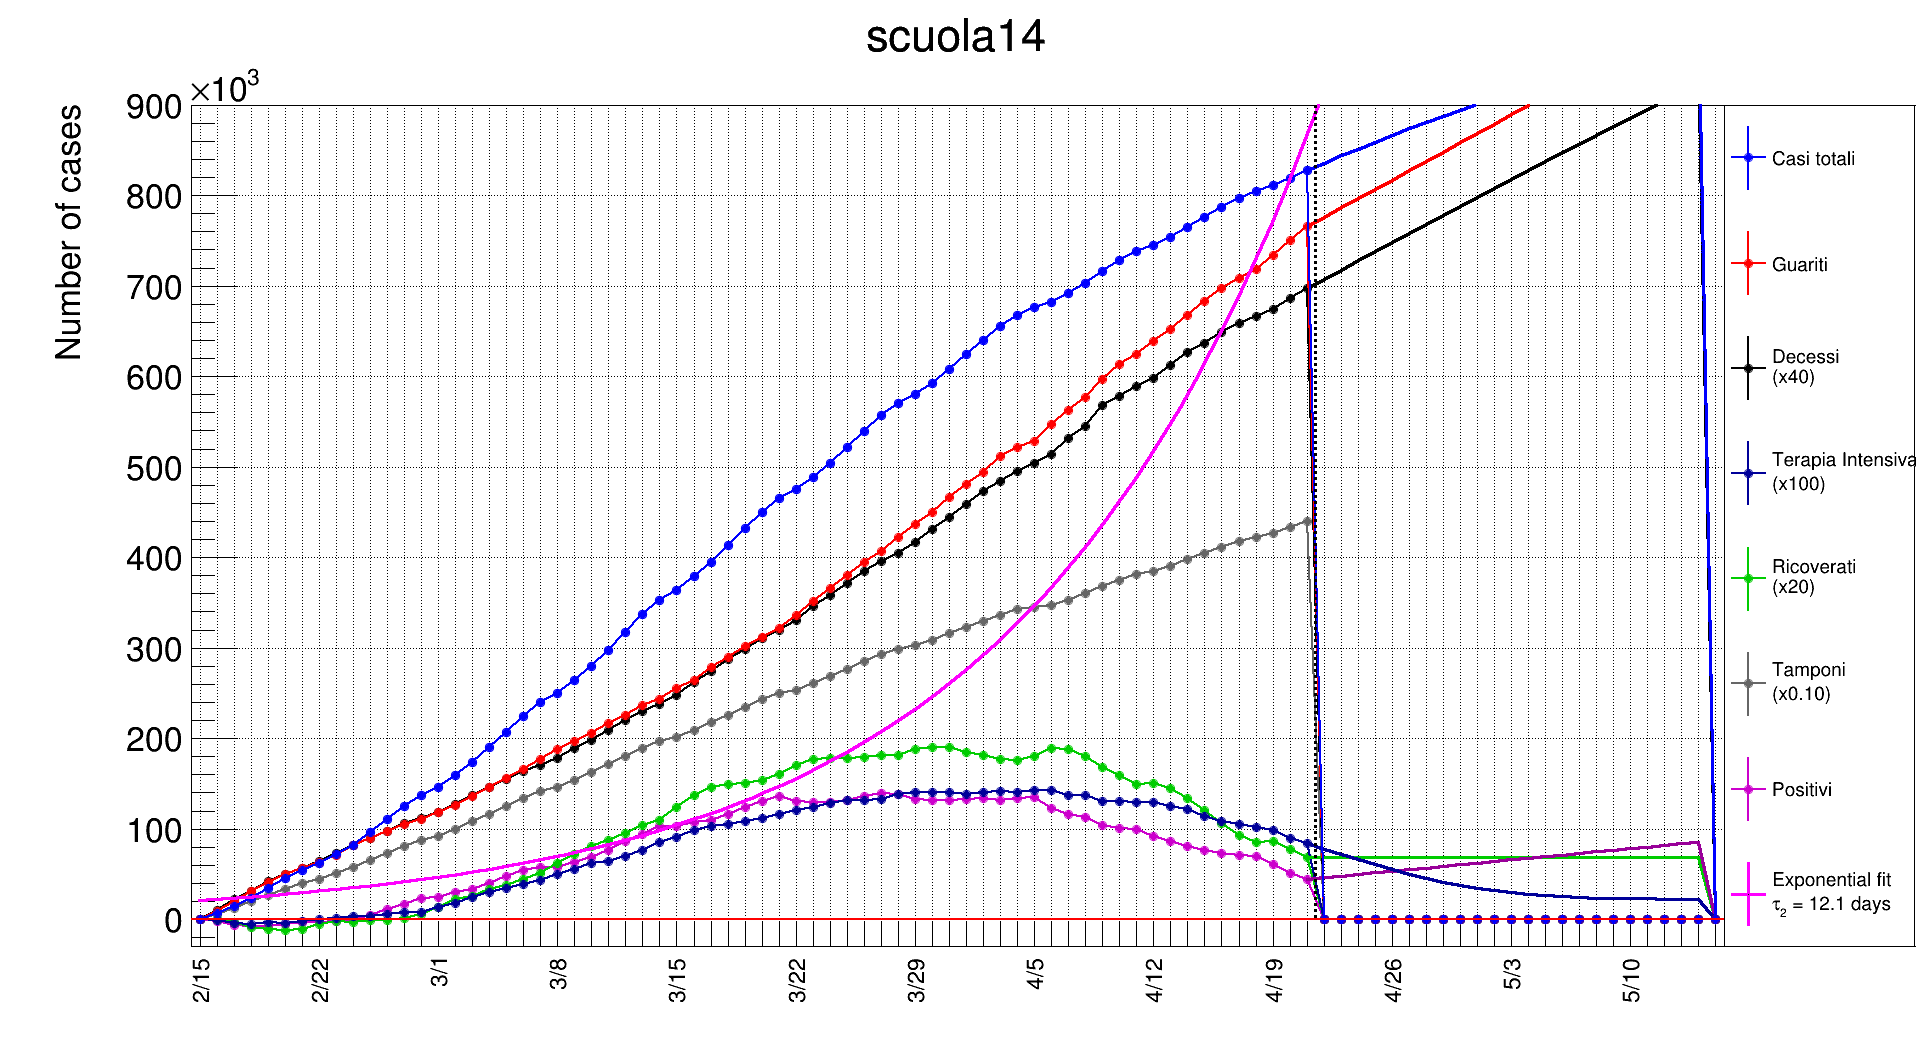 scuola14
×10³
Number of cases
900
800
700
600
500
400
300
200
100
0
2/15
2/22
3/1
3/8
3/15
3/22
3/29
4/5
4/12
4/19
4/26
5/3
5/10
Casi totali
Guariti
Decessi
(x40)
Terapia Intensiva
(x100)
Ricoverati
(x20)
Tamponi
(x0.10)
Positivi
Exponential fit
τ₂ = 12.1 days